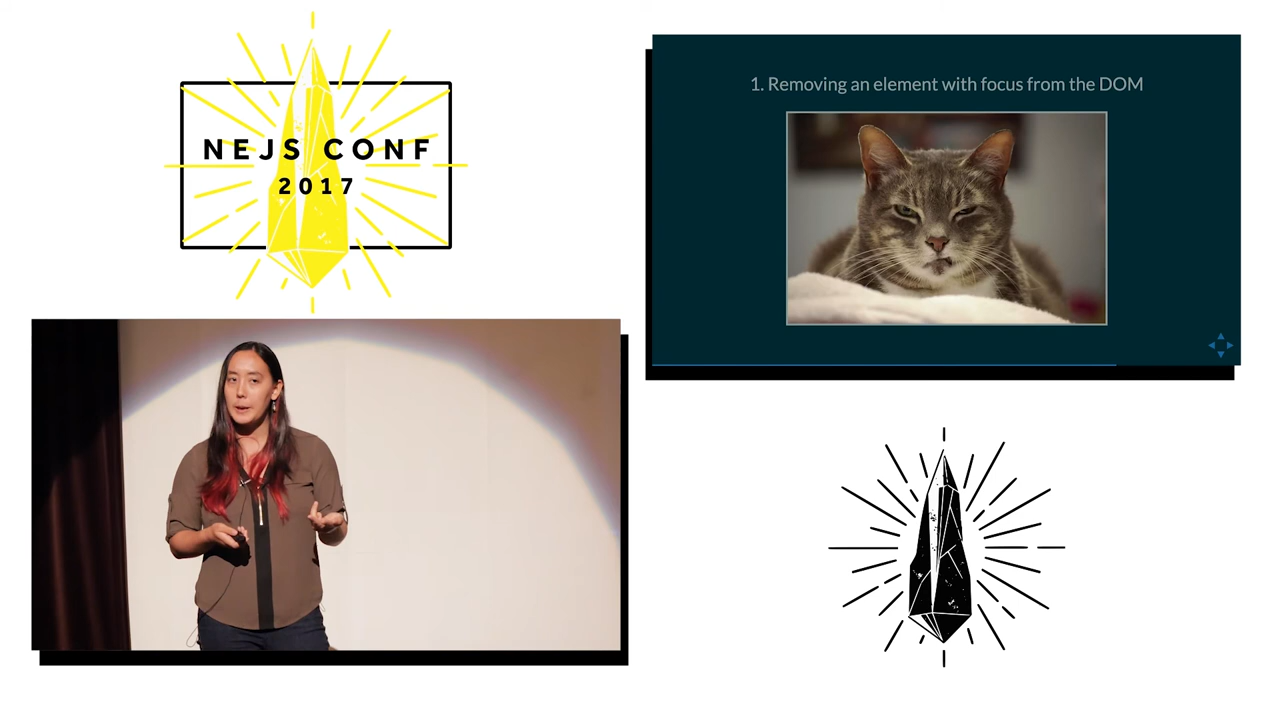 NEJS CONF
2017
1. Removing an element with focus from the DOM